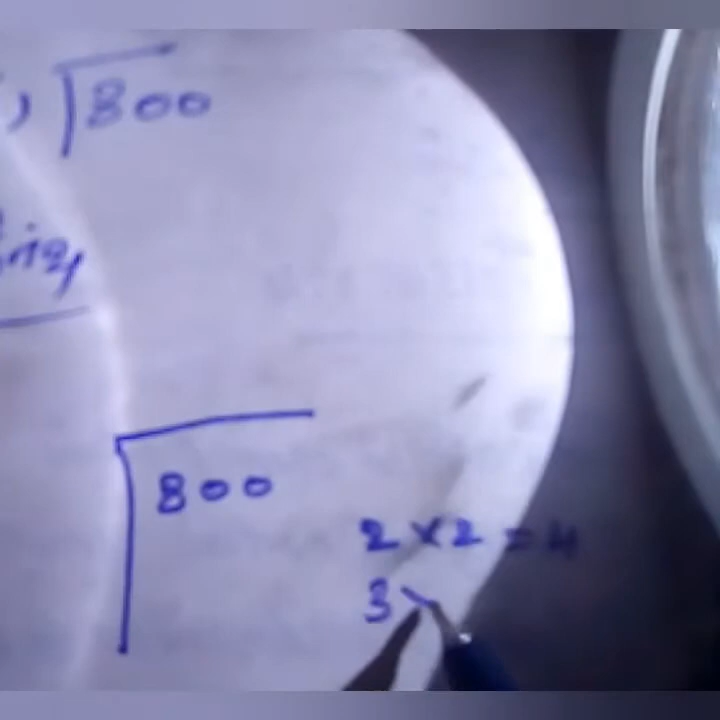 ) √800
800
2 × 2 = 4
3 ×